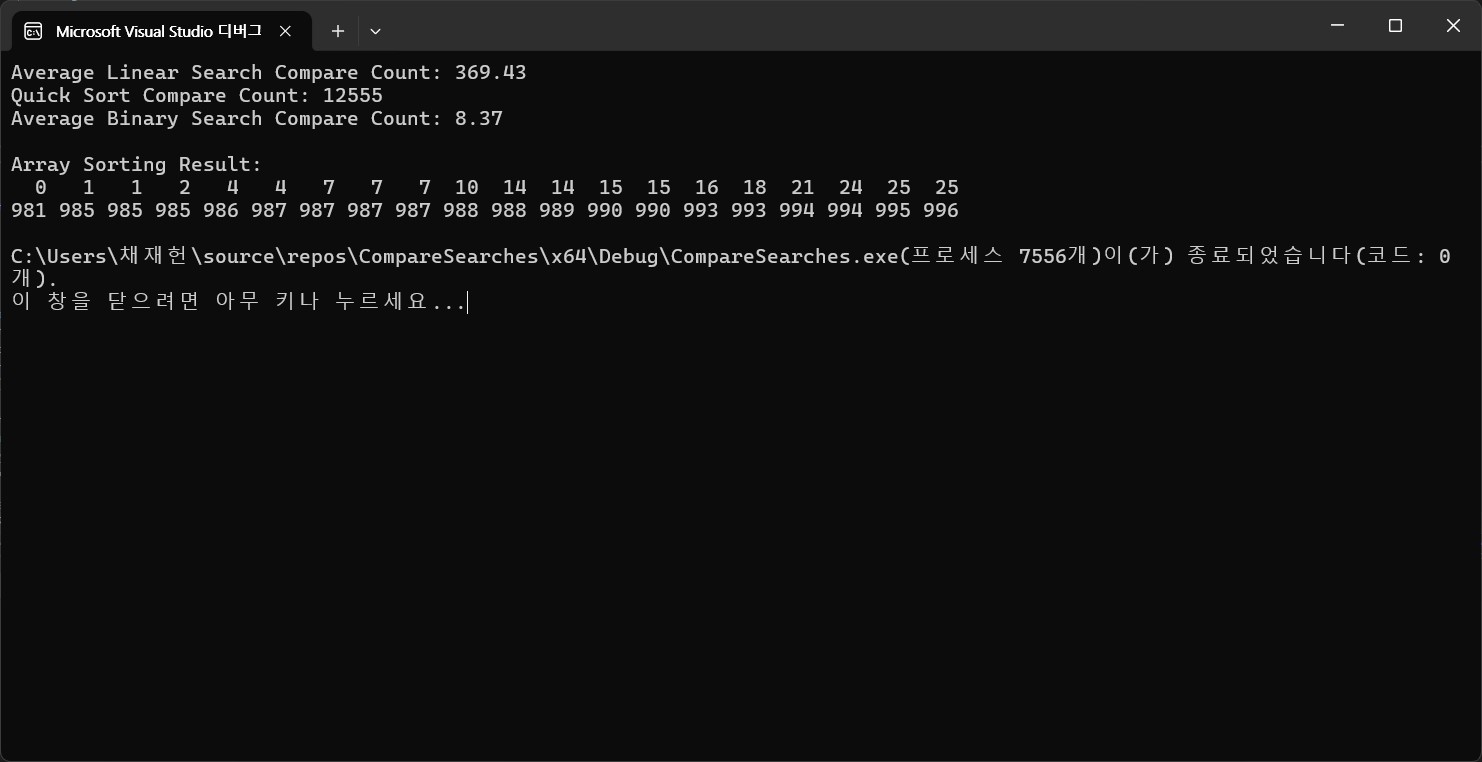 Microsoft Visual Studio 디버그
Average Linear Search Compare Count: 369.43
Quick Sort Compare Count: 12555
Average Binary Search Compare Count: 8.37
Array Sorting Result:
0 1 1 2 4 4 7 7 7 10 14 14 15 15 16 18 21 24 25 25
981 985 985 985 986 987 987 987 987 988 988 989 990 990 993 993 994 994 995 996
C:\Users\채재헌\source\repos\CompareSearches\x64\Debug\CompareSearches.exe(프로세스 7556개)이(가) 종료되었습니다(코드: 0
개).
이 창을 닫으려면 아무 키나 누르세요...